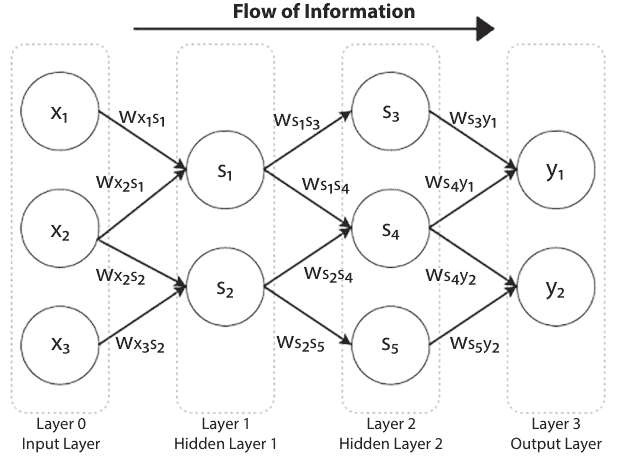 Flow of Information
x₁
x₂
x₃
Wx₁s₁
Wx₂s₁
Wx₂s₂
Wx₃s₂
s₁
s₂
Ws₁s₃
Ws₁s₄
Ws₂s₄
Ws₂s₅
s₃
s₄
s₅
Ws₃y₁
Ws₄y₁
Ws₄y₂
Ws₅y₂
y₁
y₂
Layer 0
Input Layer
Layer 1
Hidden Layer 1
Layer 2
Hidden Layer 2
Layer 3
Output Layer